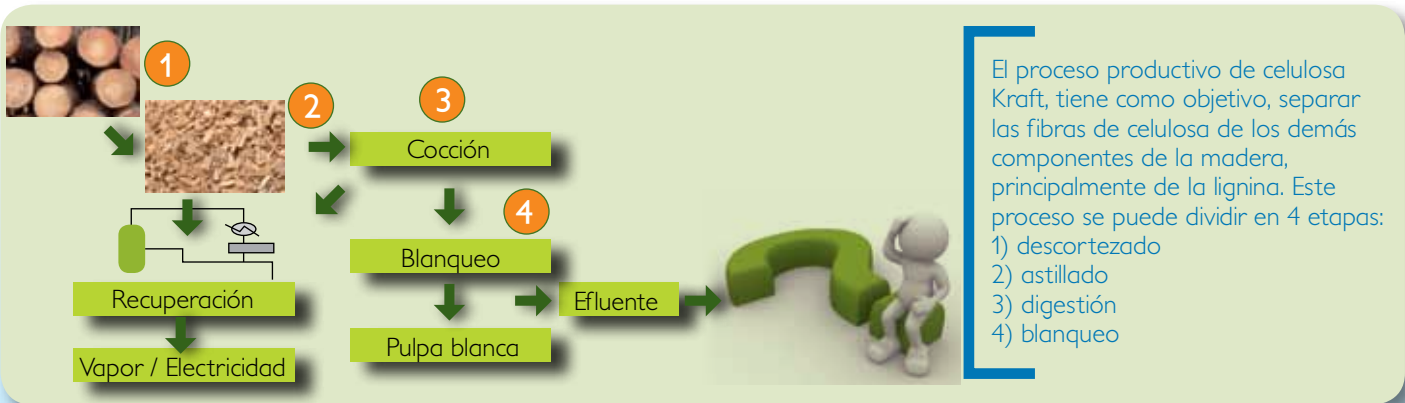 1
2
3
Cocción
4
Blanqueo
Recuperación
Efluente
Pulpa blanca
Vapor / Electricidad
El proceso productivo de celulosa
Kraft, tiene como objetivo, separar
las fibras de celulosa de los demás
componentes de la madera,
principalmente de la lignina. Este
proceso se puede dividir en 4 etapas:
1) descortezado
2) astillado
3) digestión
4) blanqueo